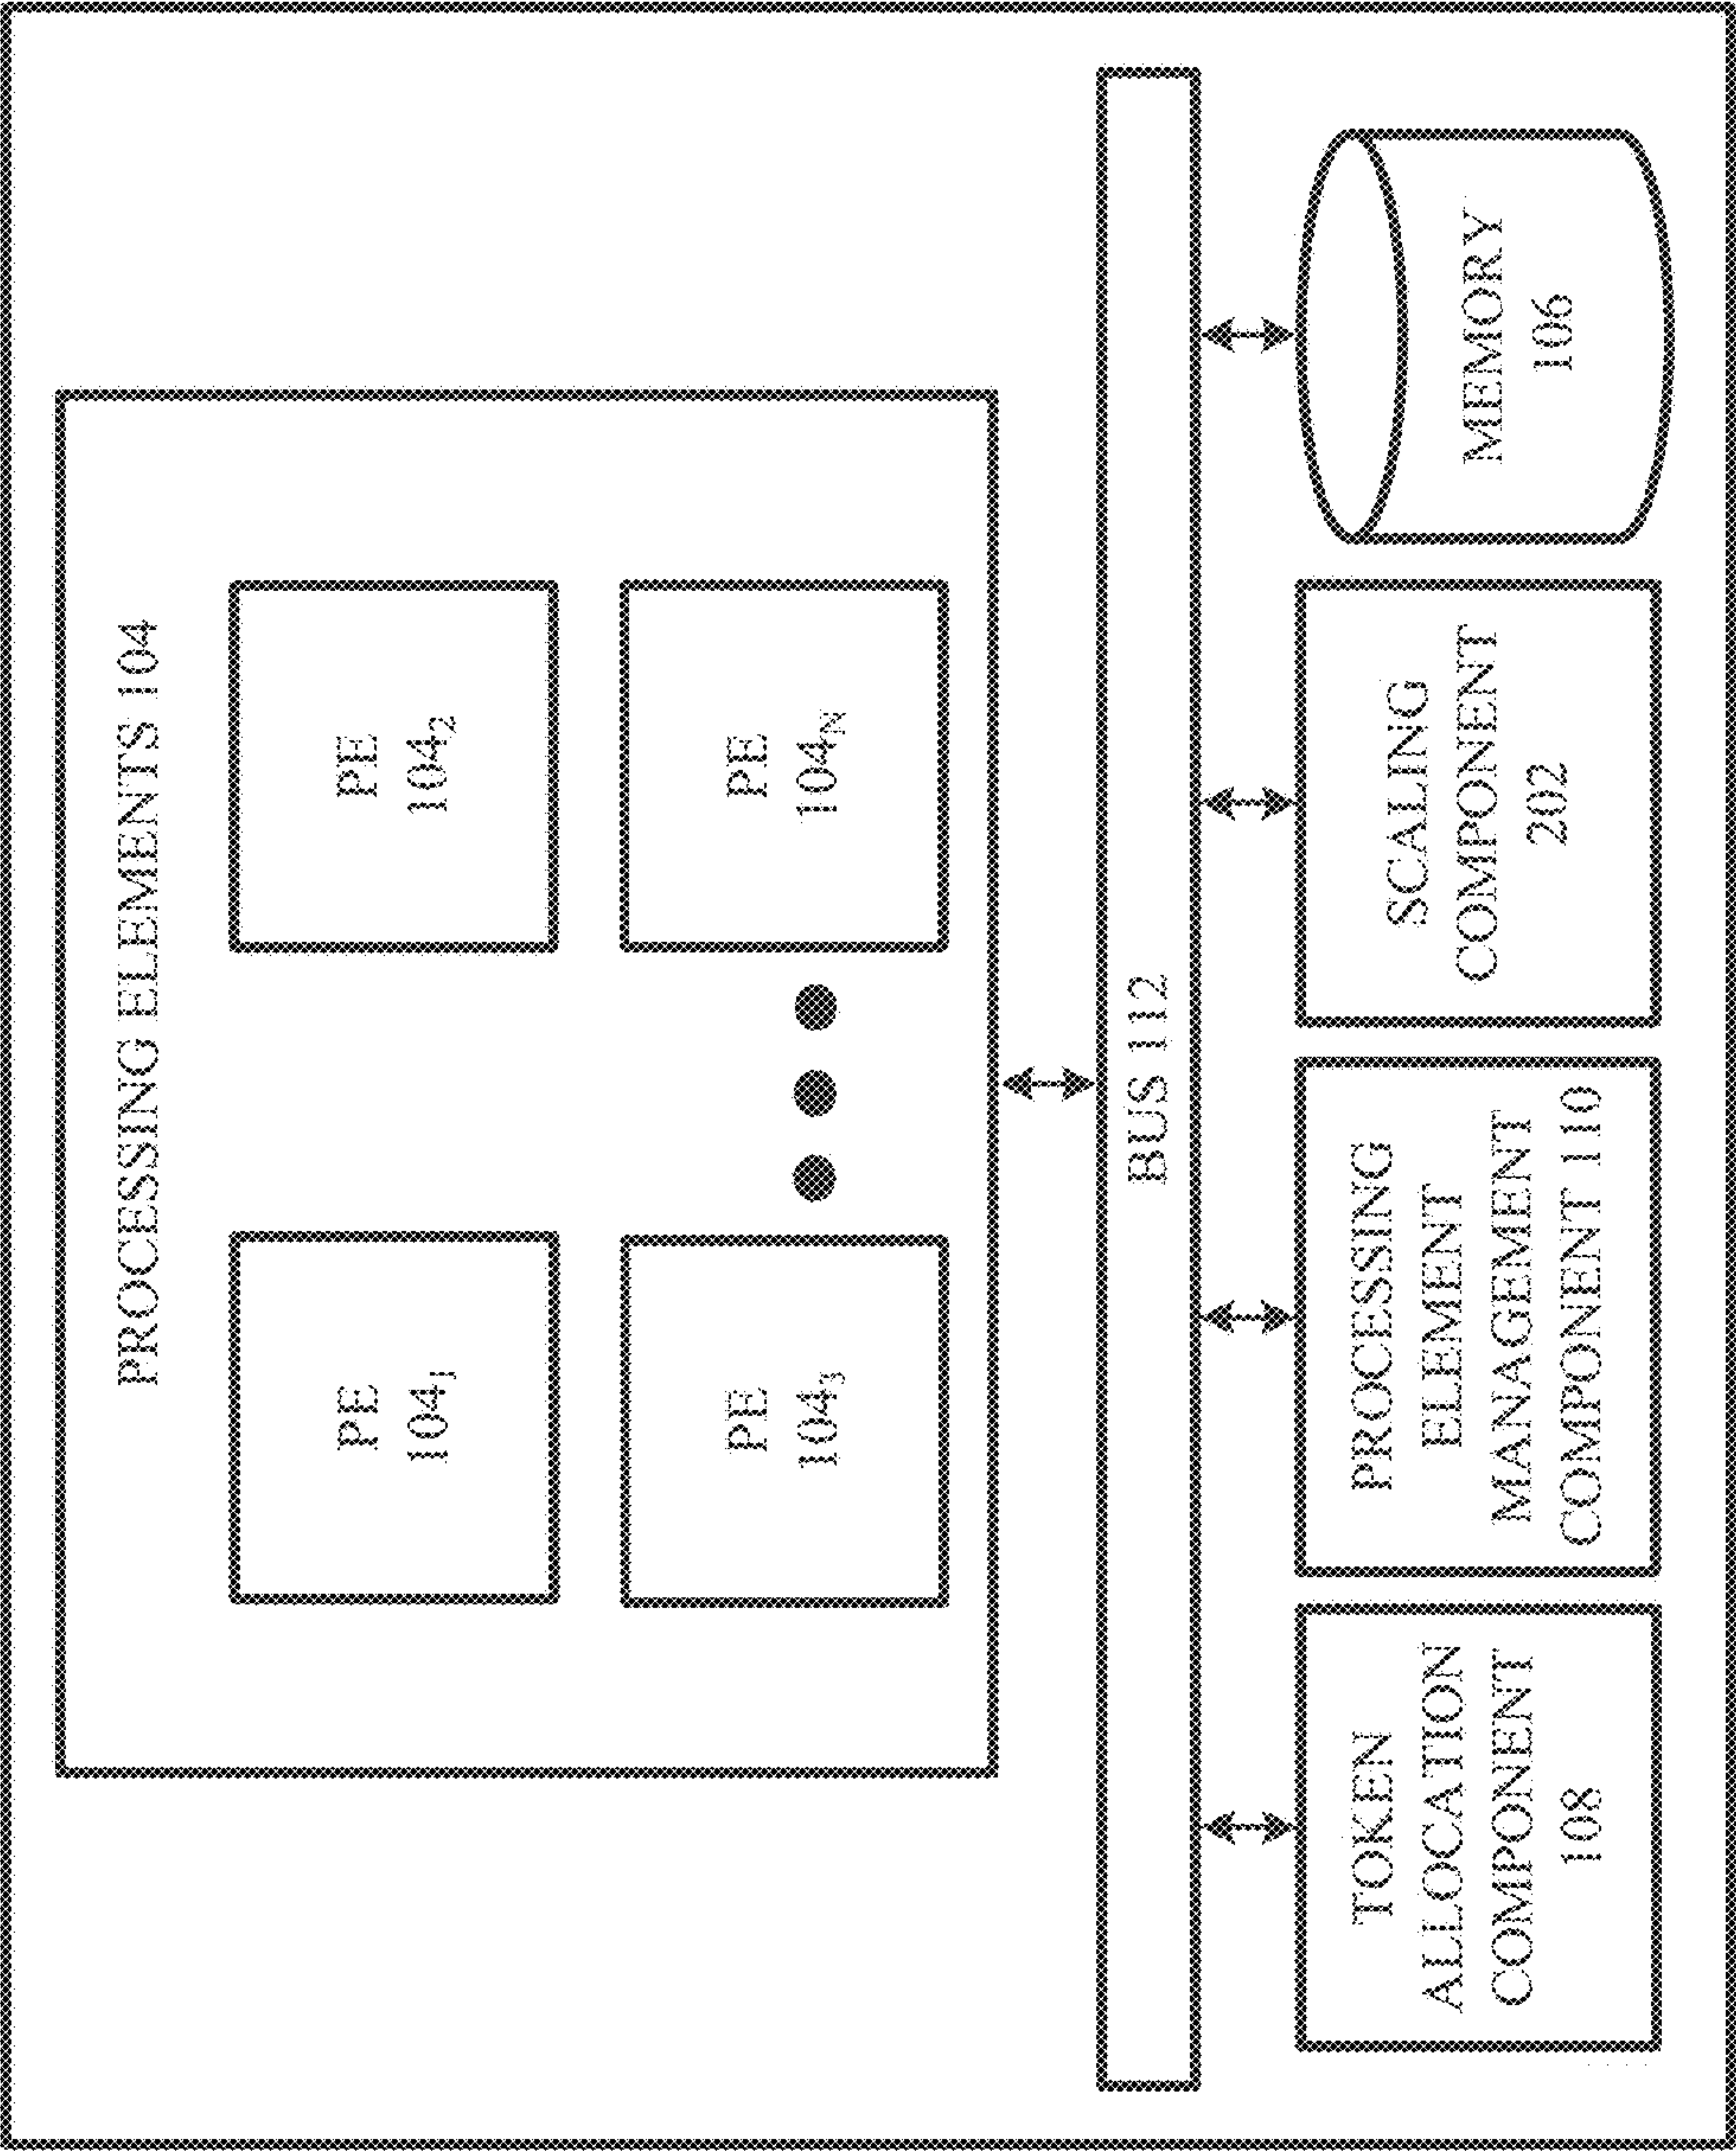 PROCESSING ELEMENTS 104
PE
104₁
PE
104₂
PE
104₃
PE
104N
BUS 112
TOKEN
ALLOCATION
COMPONENT
108
PROCESSING
ELEMENT
MANAGEMENT
COMPONENT 110
SCALING
COMPONENT
202
MEMORY
106